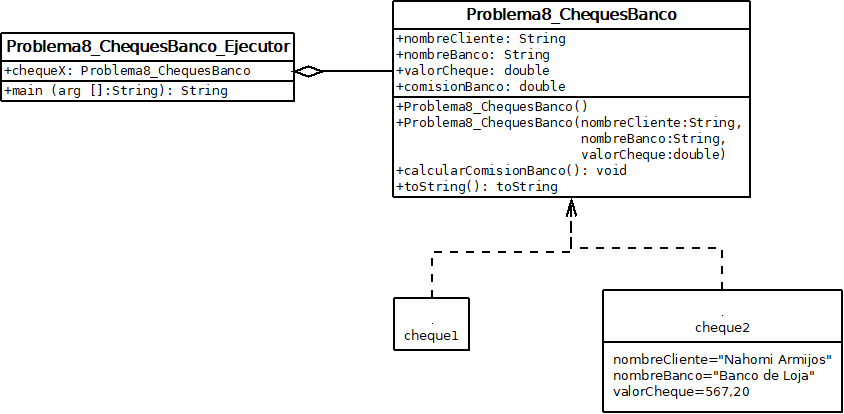 Problema8_ChequesBanco_Ejecutor
+chequeX: Problema8_ChequesBanco
+main (arg []:String): String
Problema8_ChequesBanco
+nombreCliente: String
+nombreBanco: String
+valorCheque: double
+comisionBanco: double
+Problema8_ChequesBanco()
+Problema8_ChequesBanco(nombreCliente:String,
nombreBanco:String,
valorCheque:double)
+calcularComisionBanco(): void
+toString(): toString
.
cheque1
.
cheque2
nombreCliente="Nahomi Armijos"
nombreBanco="Banco de Loja"
valorCheque=567,20